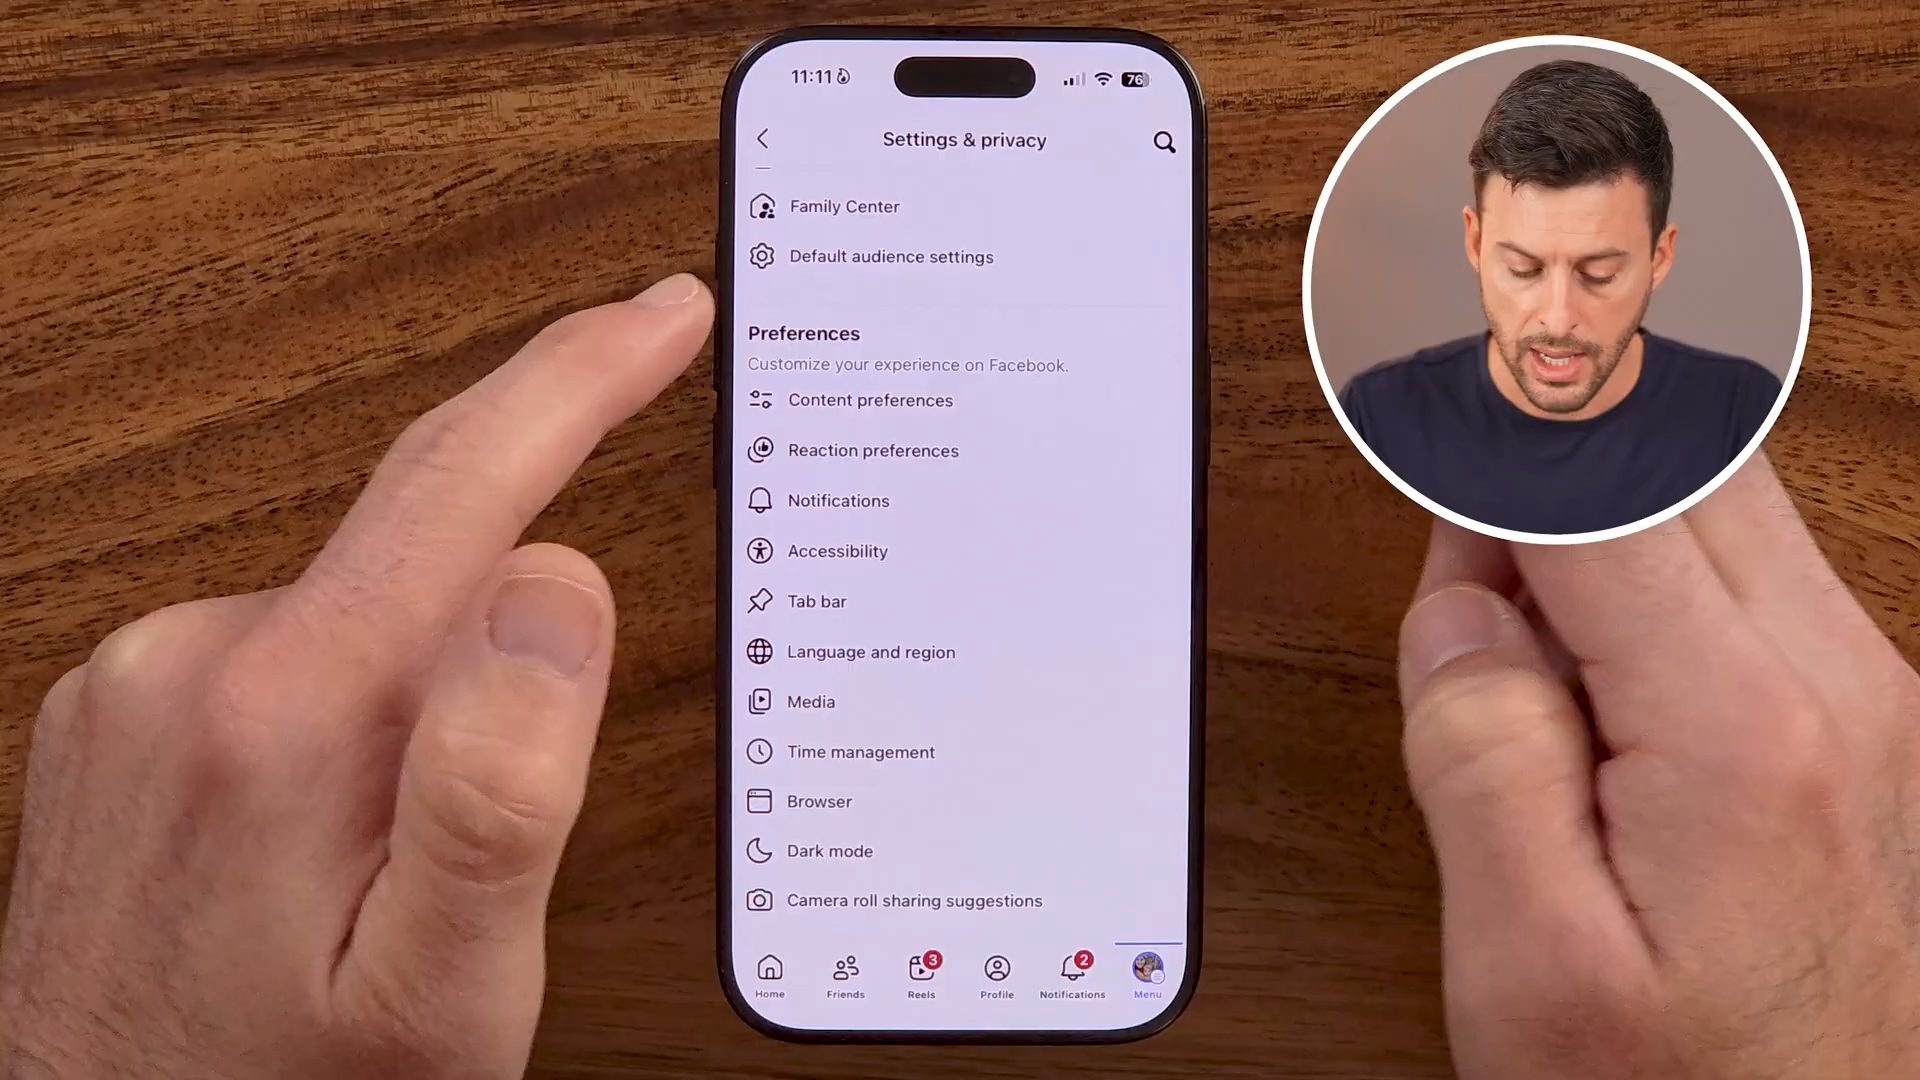 11:11
76
Settings & privacy
Family Center
Default audience settings
Preferences
Customize your experience on Facebook.
Content preferences
Reaction preferences
Notifications
Accessibility
Tab bar
Language and region
Media
Time management
Browser
Dark mode
Camera roll sharing suggestions
3
2
Home
Friends
Reels
Profile
Notifications
Menu